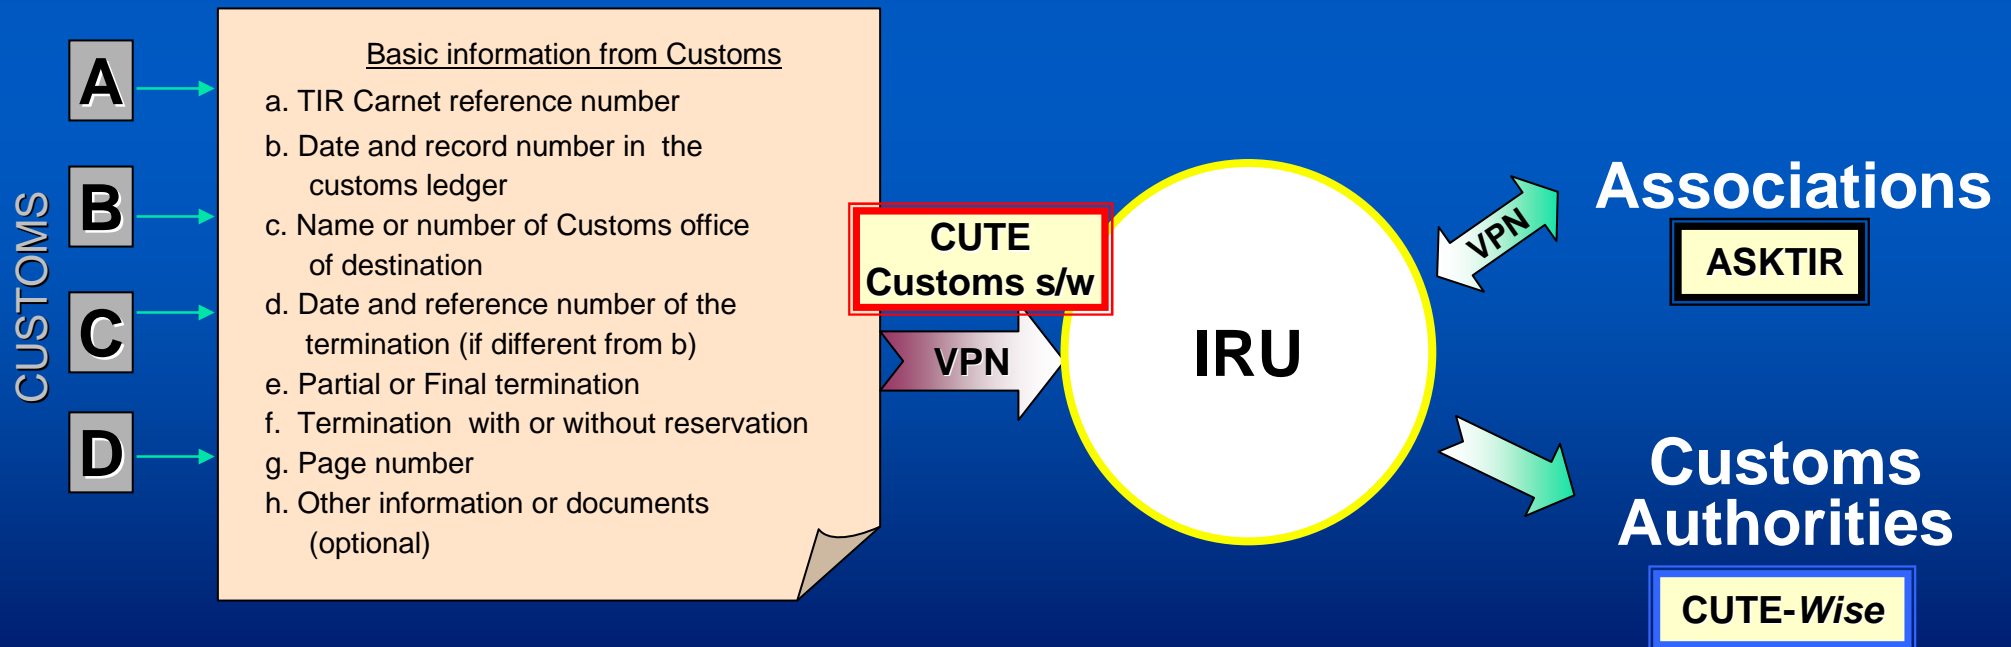 CUSTOMS
A
B
C
D
Basic information from Customs
a. TIR Carnet reference number
b. Date and record number in the
customs ledger
c. Name or number of Customs office
of destination
d. Date and reference number of the
termination (if different from b)
e. Partial or Final termination
f. Termination with or without reservation
g. Page number
h. Other information or documents
(optional)
CUTE
Customs s/w
VPN
IRU
VPN
Associations
ASKTIR
Customs
Authorities
CUTE-Wise